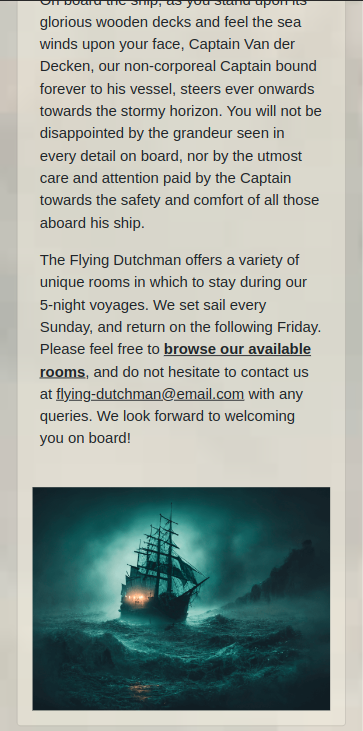 On board the ship, as you stand upon its
glorious wooden decks and feel the sea
winds upon your face, Captain Van der
Decken, our non-corporeal Captain bound
forever to his vessel, steers ever onwards
towards the stormy horizon. You will not be
disappointed by the grandeur seen in
every detail on board, nor by the utmost
care and attention paid by the Captain
towards the safety and comfort of all those
aboard his ship.
The Flying Dutchman offers a variety of
unique rooms in which to stay during our
5-night voyages. We set sail every
Sunday, and return on the following Friday.
Please feel free to browse our available
rooms, and do not hesitate to contact us
at flying-dutchman@email.com with any
queries. We look forward to welcoming
you on board!